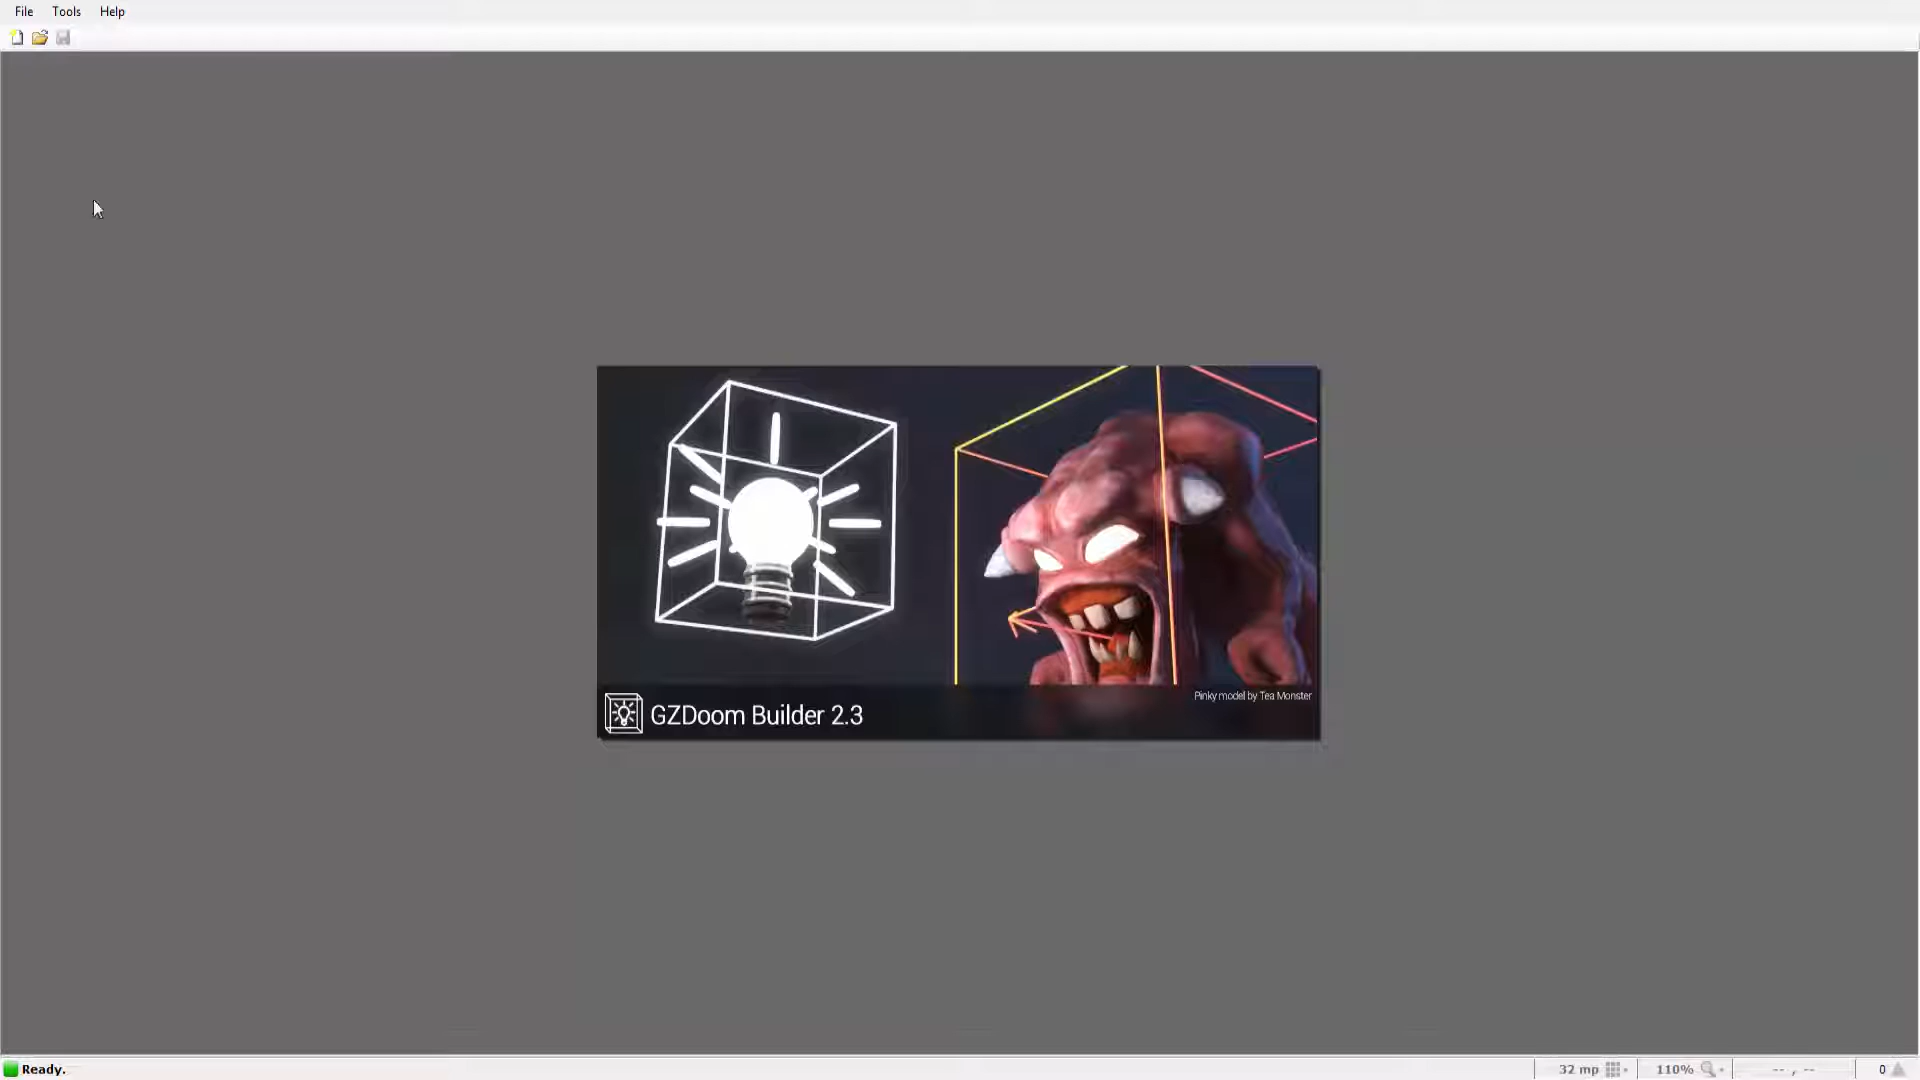 File Tools Help
GZDoom Builder 2.3
Pinky model by Tea Monster
Ready.
32 mp
110%
-- , --
0